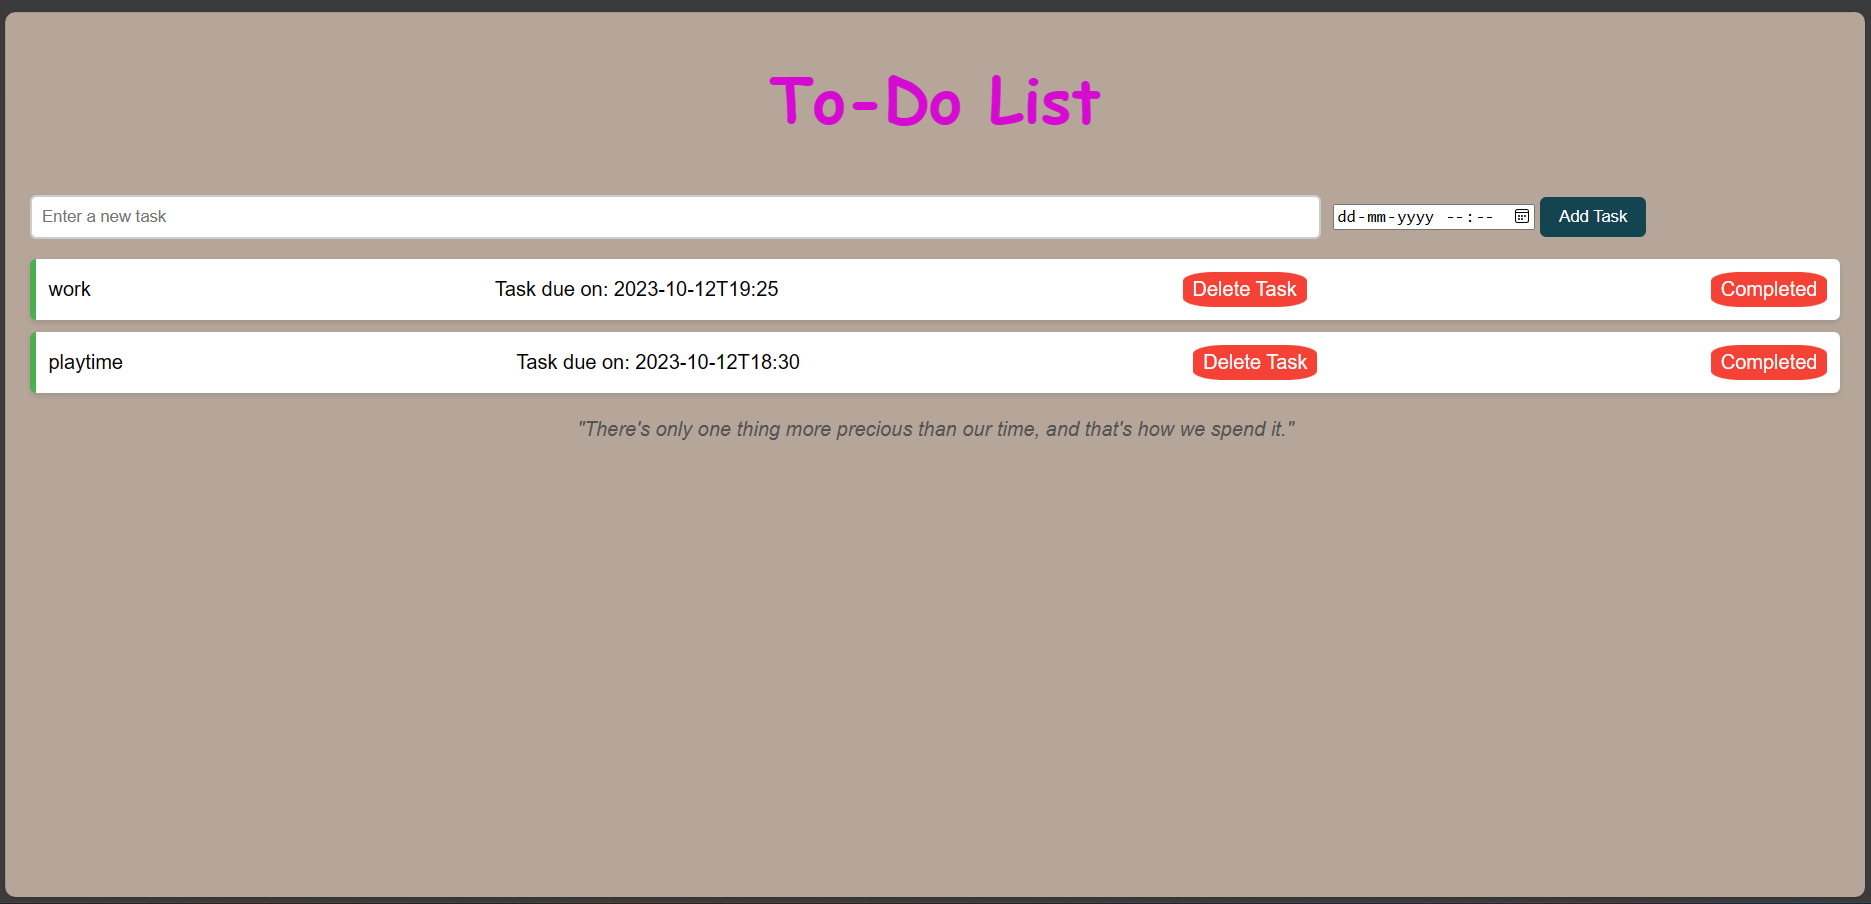 To-Do List
Enter a new task dd-mm-yyyy --:-- Add Task
work Task due on: 2023-10-12T19:25 Delete Task Completed
playtime Task due on: 2023-10-12T18:30 Delete Task Completed
"There's only one thing more precious than our time, and that's how we spend it."